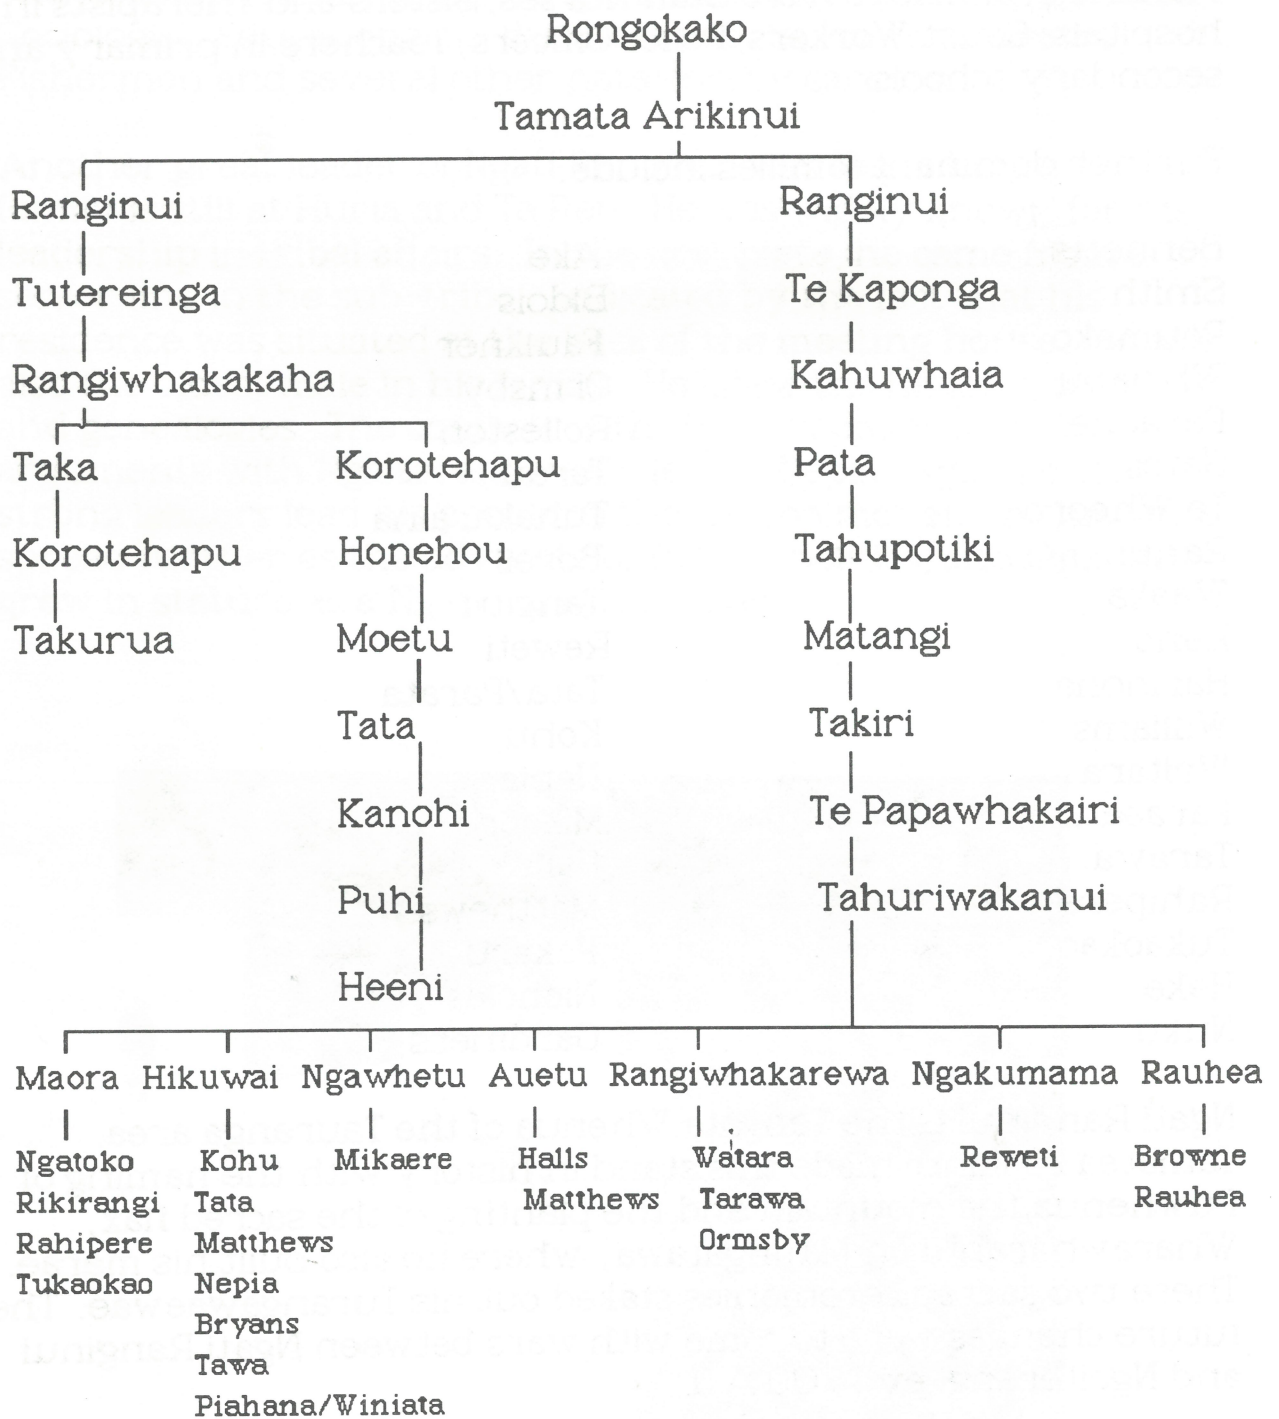 Rongokako
Tamata Arikinui
Ranginui Ranginui
Tutereinga Te Kaponga
Rangiwhakakaha Kahuwhaia
Taka Korotehapu Pata
Korotehapu Honehou Tahupotiki
Takurua Moetu Matangi
Tata Takiri
Kanohi Te Papawhakairi
Puhi Tahuriwakanui
Heeni
Maora Hikuwai Ngawhetu Auetu Rangiwhakarewa Ngakumama Rauhea
Ngatoko Kohu Mikaere Halls Watara Reweti Browne
Rikirangi Tata Matthews Tarawa Rauhea
Rahipere Matthews Ormsby
Tukaokao Nepia
Bryans
Tawa
Piahana/Winiata